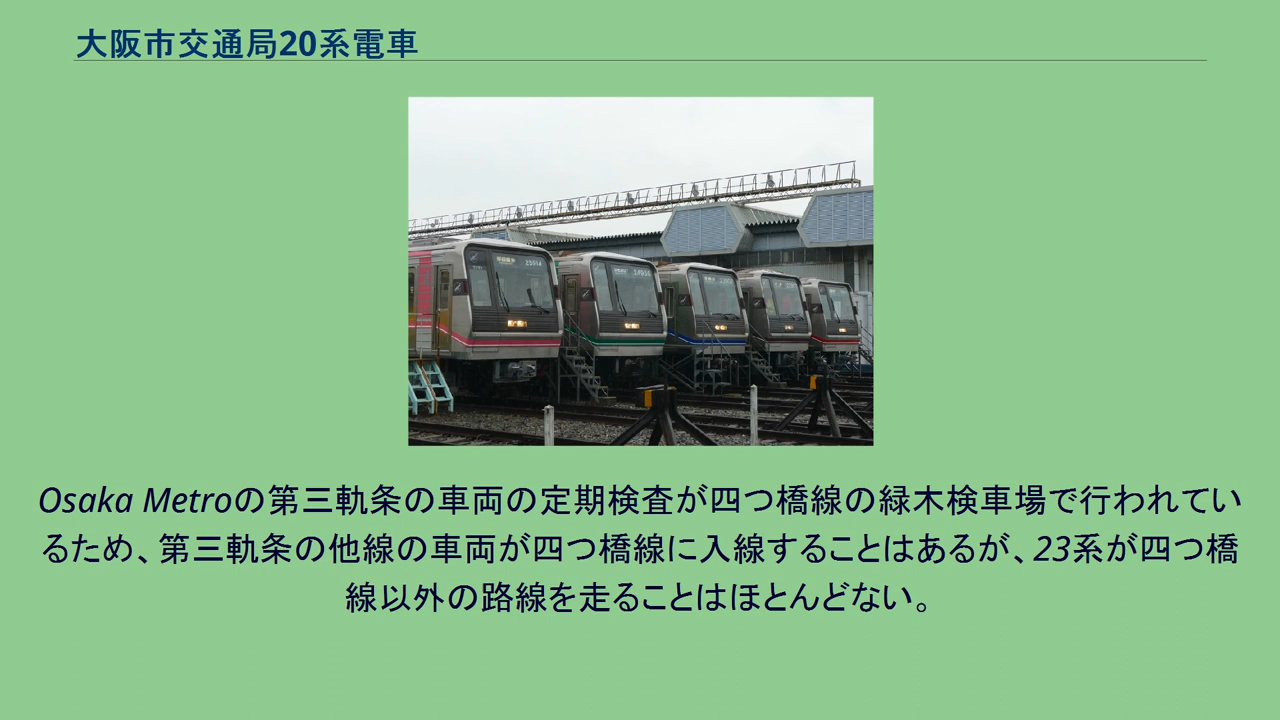 大阪市交通局20系電車
Osaka Metroの第三軌条の車両の定期検査が四つ橋線の緑木検車場で行われてい
るため、第三軌条の他線の車両が四つ橋線に入線することはあるが、23系が四つ橋
線以外の路線を走ることはほとんどない。